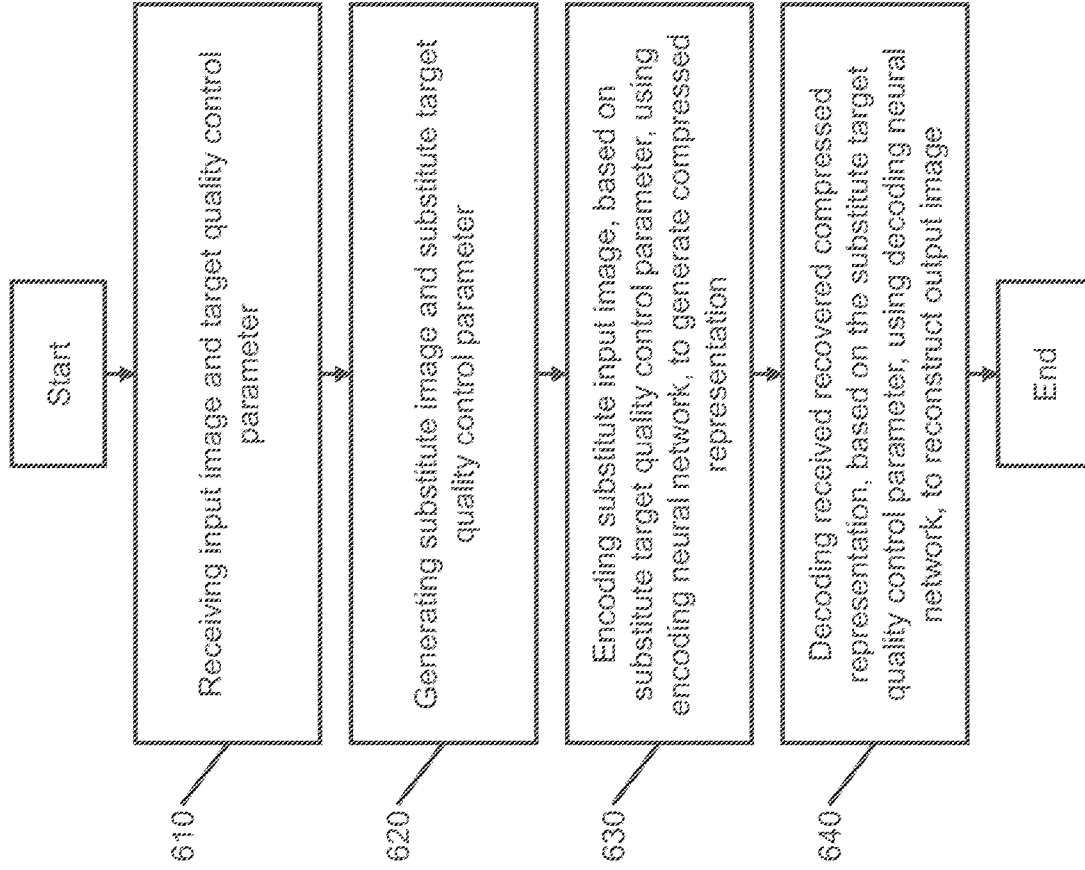 Start
610
Receiving input image and target quality control
parameter
620
Generating substitute image and substitute target
quality control parameter
630
Encoding substitute input image, based on
substitute target quality control parameter, using
encoding neural network, to generate compressed
representation
640
Decoding received recovered compressed
representation, based on the substitute target
quality control parameter, using decoding neural
network, to reconstruct output image
End